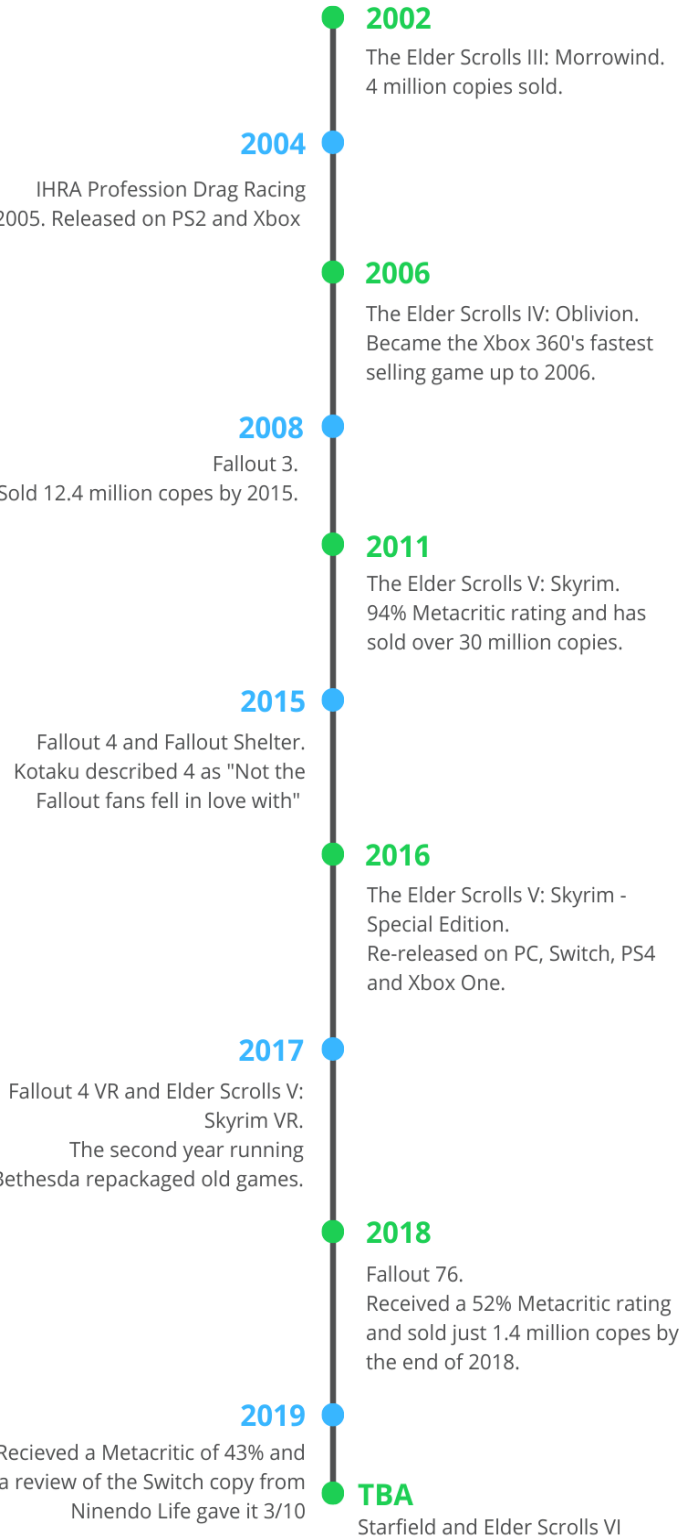 2002
The Elder Scrolls III: Morrowind.
4 million copies sold.
2004
IHRA Profession Drag Racing
2005. Released on PS2 and Xbox
2006
The Elder Scrolls IV: Oblivion.
Became the Xbox 360's fastest
selling game up to 2006.
2008
Fallout 3.
Sold 12.4 million copes by 2015.
2011
The Elder Scrolls V: Skyrim.
94% Metacritic rating and has
sold over 30 million copies.
2015
Fallout 4 and Fallout Shelter.
Kotaku described 4 as "Not the
Fallout fans fell in love with"
2016
The Elder Scrolls V: Skyrim -
Special Edition.
Re-released on PC, Switch, PS4
and Xbox One.
2017
Fallout 4 VR and Elder Scrolls V:
Skyrim VR.
The second year running
Bethesda repackaged old games.
2018
Fallout 76.
Received a 52% Metacritic rating
and sold just 1.4 million copes by
the end of 2018.
2019
Recieved a Metacritic of 43% and
a review of the Switch copy from
Ninendo Life gave it 3/10
TBA
Starfield and Elder Scrolls VI